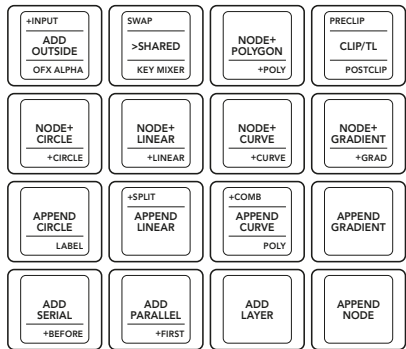 +INPUT
ADD
OUTSIDE
OFX ALPHA
SWAP
>SHARED
KEY MIXER
NODE+
POLYGON
+POLY
PRECLIP
CLIP/TL
POSTCLIP
NODE+
CIRCLE
+CIRCLE
NODE+
LINEAR
+LINEAR
NODE+
CURVE
+CURVE
NODE+
GRADIENT
+GRAD
APPEND
CIRCLE
LABEL
+SPLIT
APPEND
LINEAR
+COMB
APPEND
CURVE
POLY
APPEND
GRADIENT
ADD
SERIAL
+BEFORE
ADD
PARALLEL
+FIRST
ADD
LAYER
APPEND
NODE